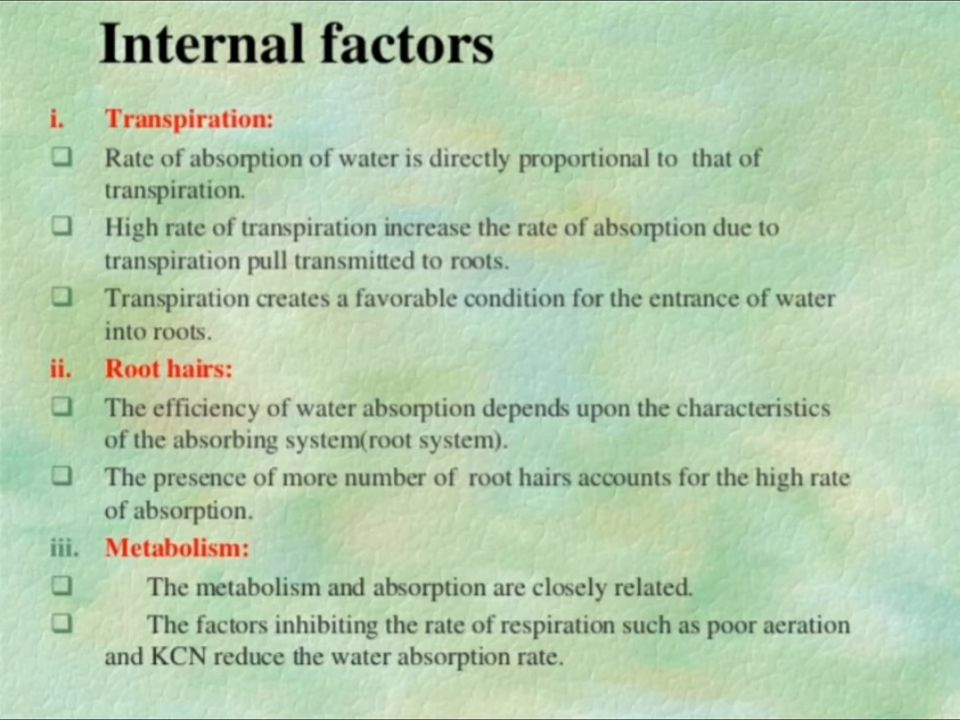 Internal factors
i. Transpiration:
❑ Rate of absorption of water is directly proportional to that of
transpiration.
❑ High rate of transpiration increase the rate of absorption due to
transpiration pull transmitted to roots.
❑ Transpiration creates a favorable condition for the entrance of water
into roots.
ii. Root hairs:
❑ The efficiency of water absorption depends upon the characteristics
of the absorbing system(root system).
❑ The presence of more number of root hairs accounts for the high rate
of absorption.
iii. Metabolism:
❑ The metabolism and absorption are closely related.
❑ The factors inhibiting the rate of respiration such as poor aeration
and KCN reduce the water absorption rate.